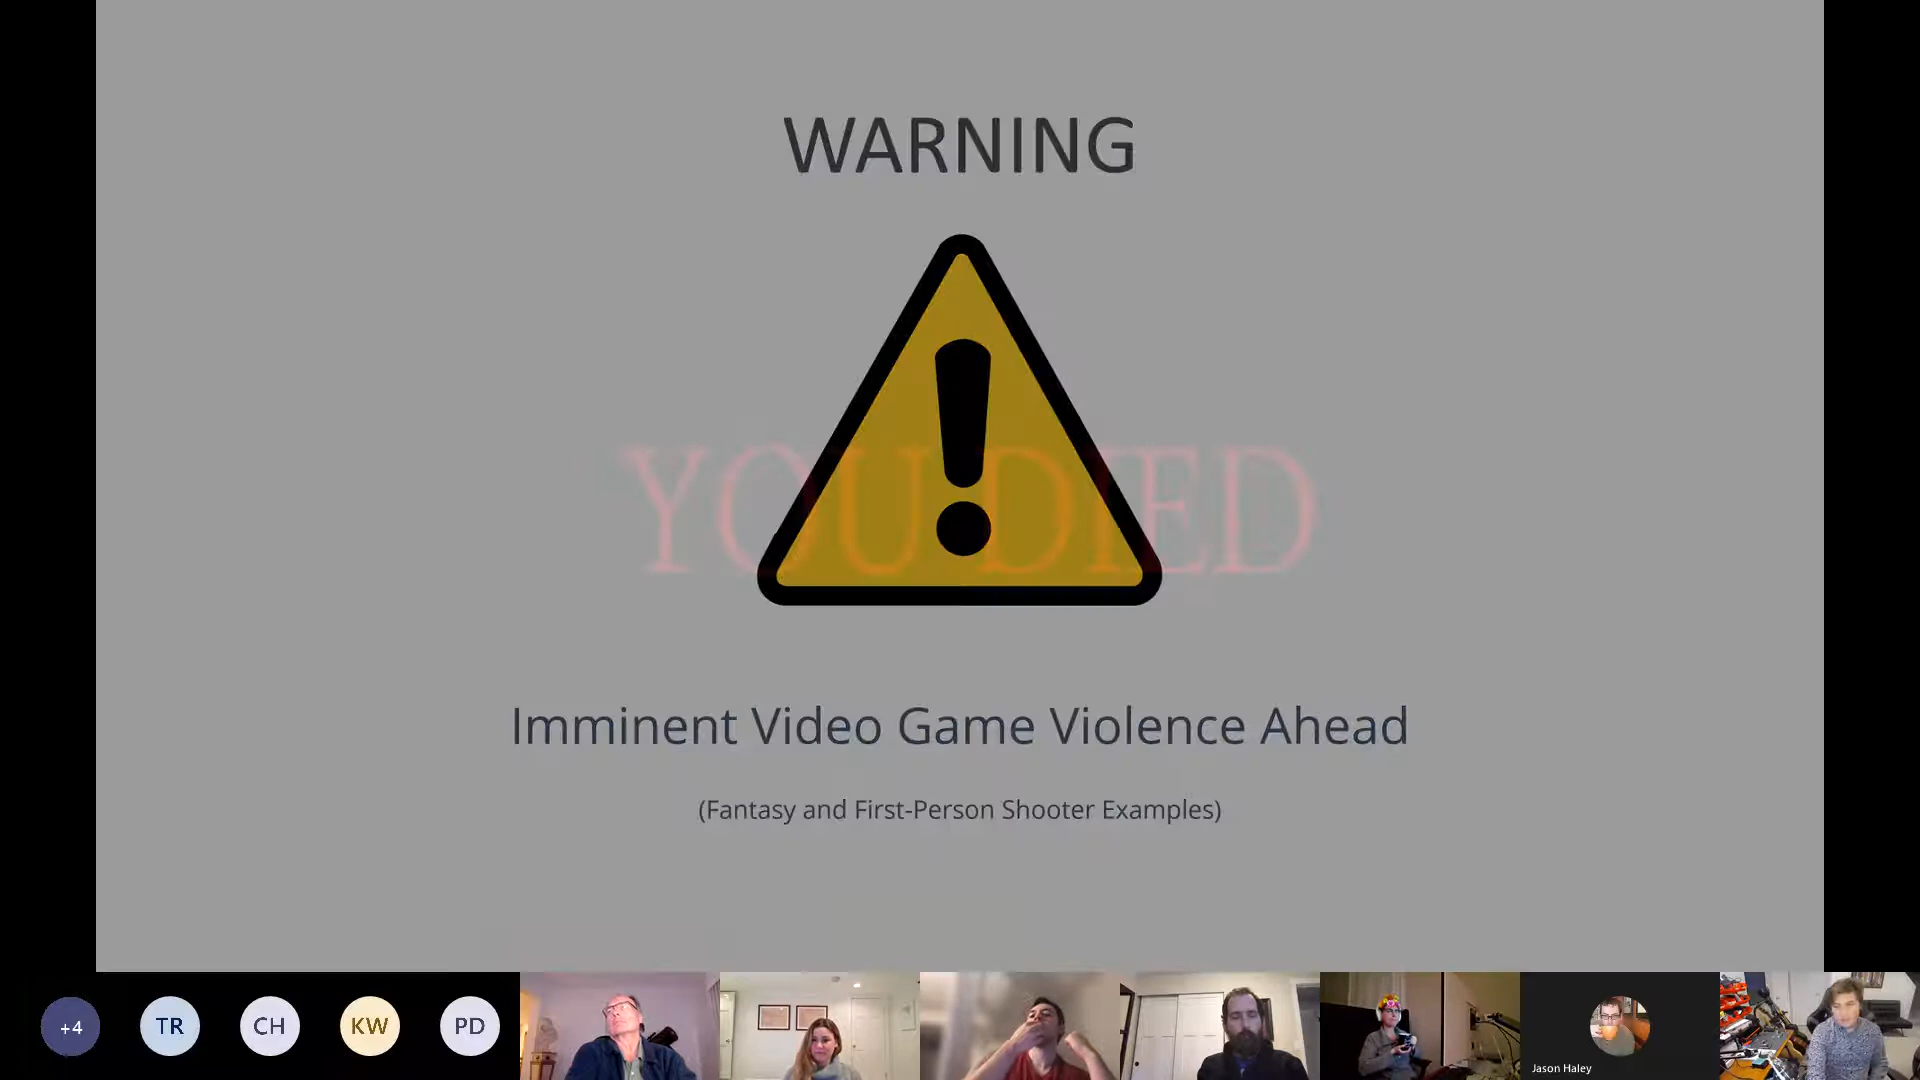 WARNING
YOU DIED
Imminent Video Game Violence Ahead
(Fantasy and First-Person Shooter Examples)
+4
TR
CH
KW
PD
Jason Haley